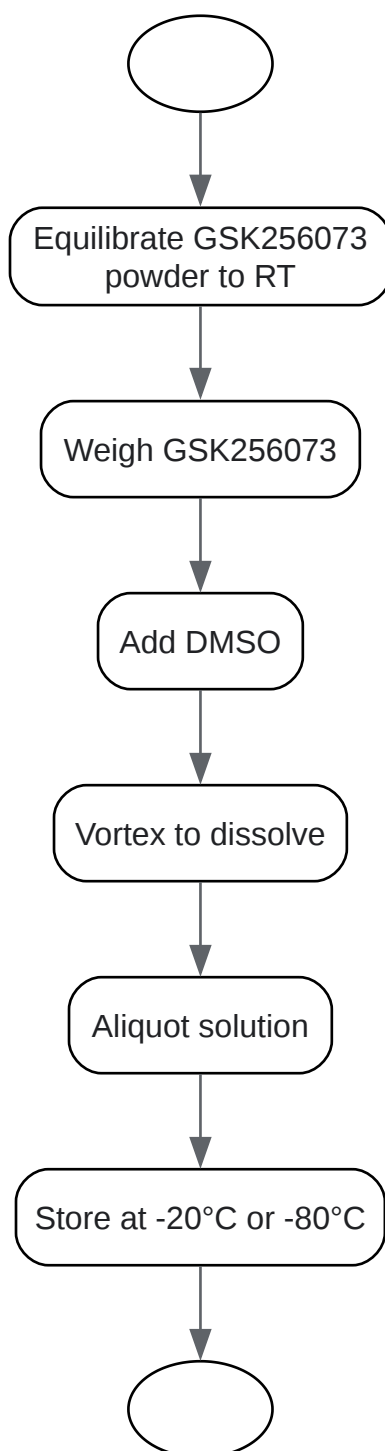 Equilibrate GSK256073
powder to RT
Weigh GSK256073
Add DMSO
Vortex to dissolve
Aliquot solution
Store at -20°C or -80°C